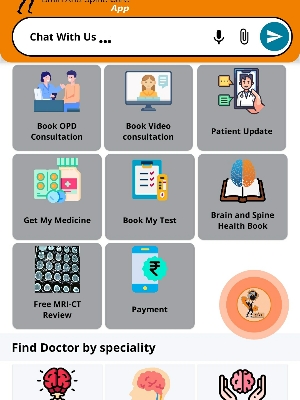 App
Chat With Us ...
Book OPD
Consultation
Book Video
consultation
Patient Update
Get My Medicine
Book My Test
Brain and Spine
Health Book
Free MRI-CT
Review
₹
Payment
Find Doctor by speciality